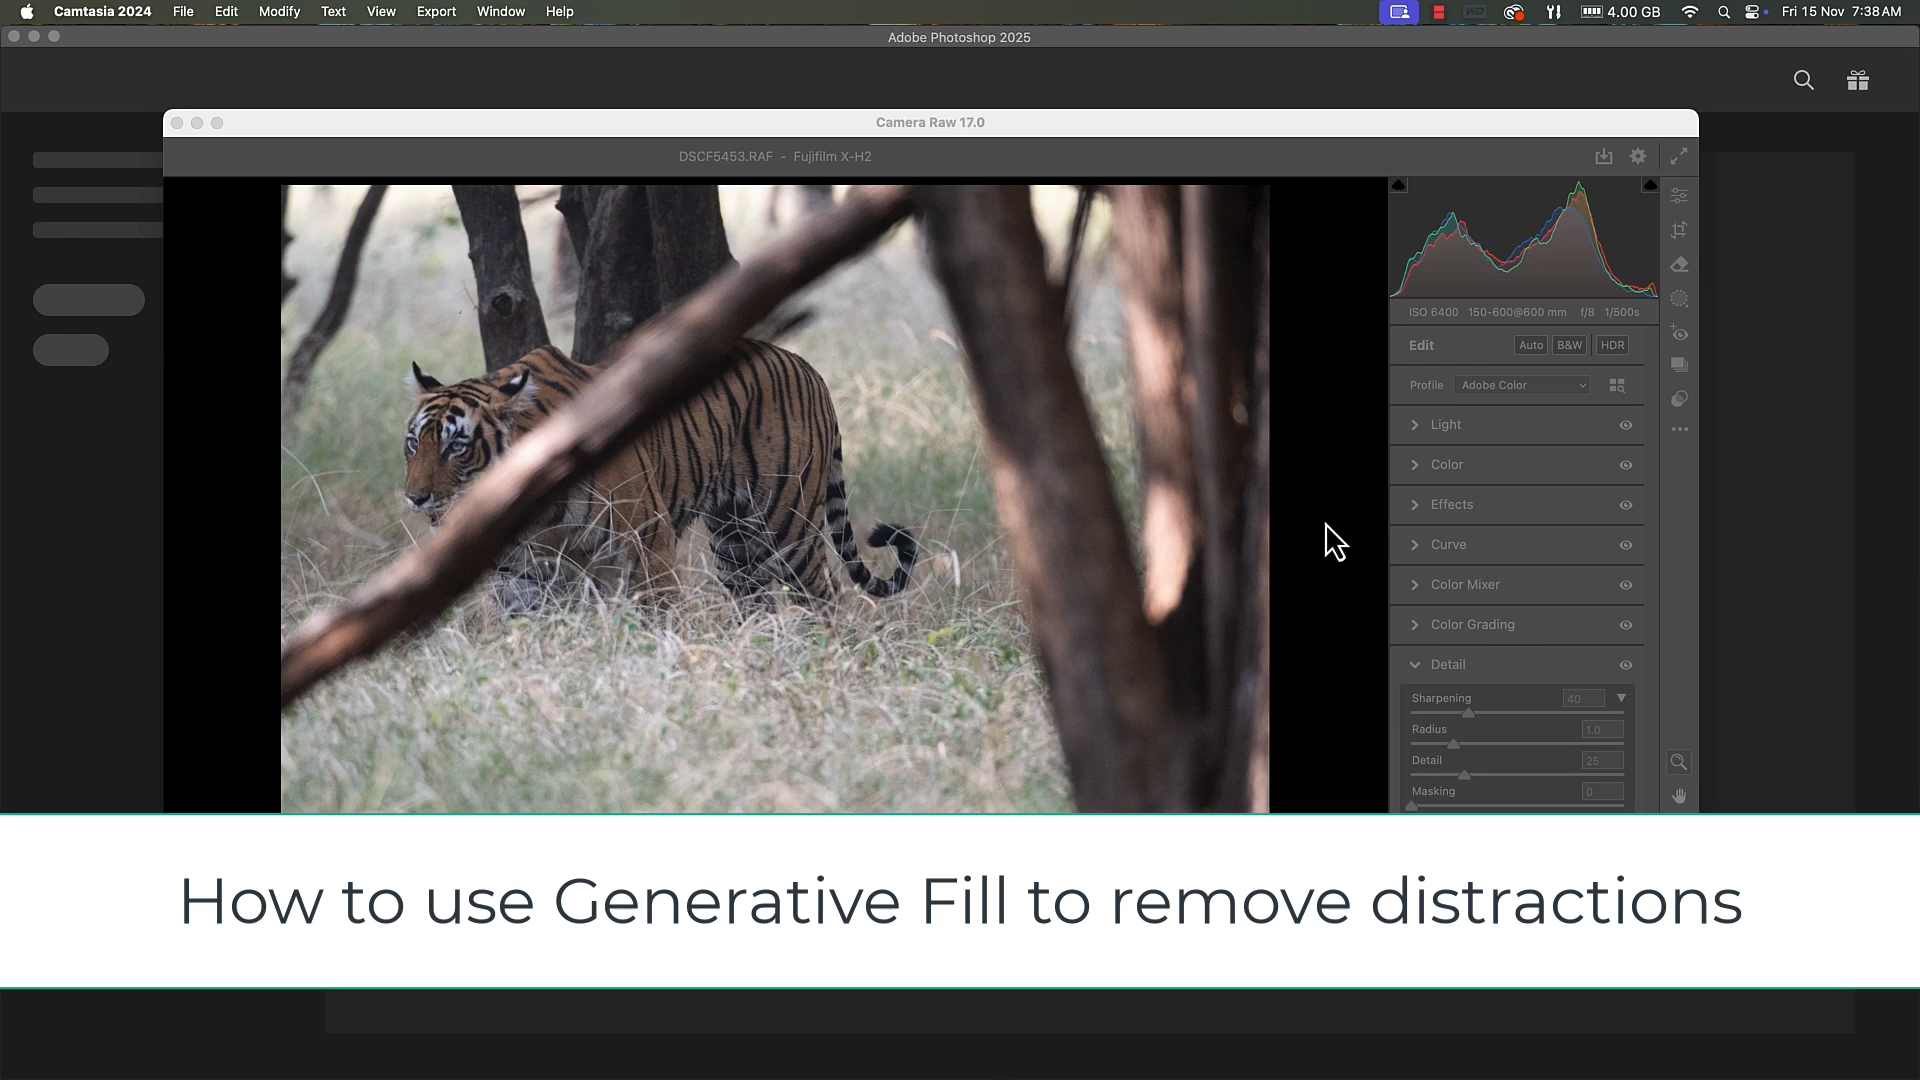 Camtasia 2024 File Edit Modify Text View Export Window Help 4.00 GB Fri 15 Nov 7:38 AM
Adobe Photoshop 2025
Camera Raw 17.0
DSCF5453.RAF - Fujifilm X-H2
ISO 6400 150-600@600 mm f/8 1/500s
Edit Auto B&W HDR
Profile Adobe Color
Light
Color
Effects
Curve
Color Mixer
Color Grading
Detail
Sharpening 40
Radius 1.0
Detail 25
Masking 0
How to use Generative Fill to remove distractions